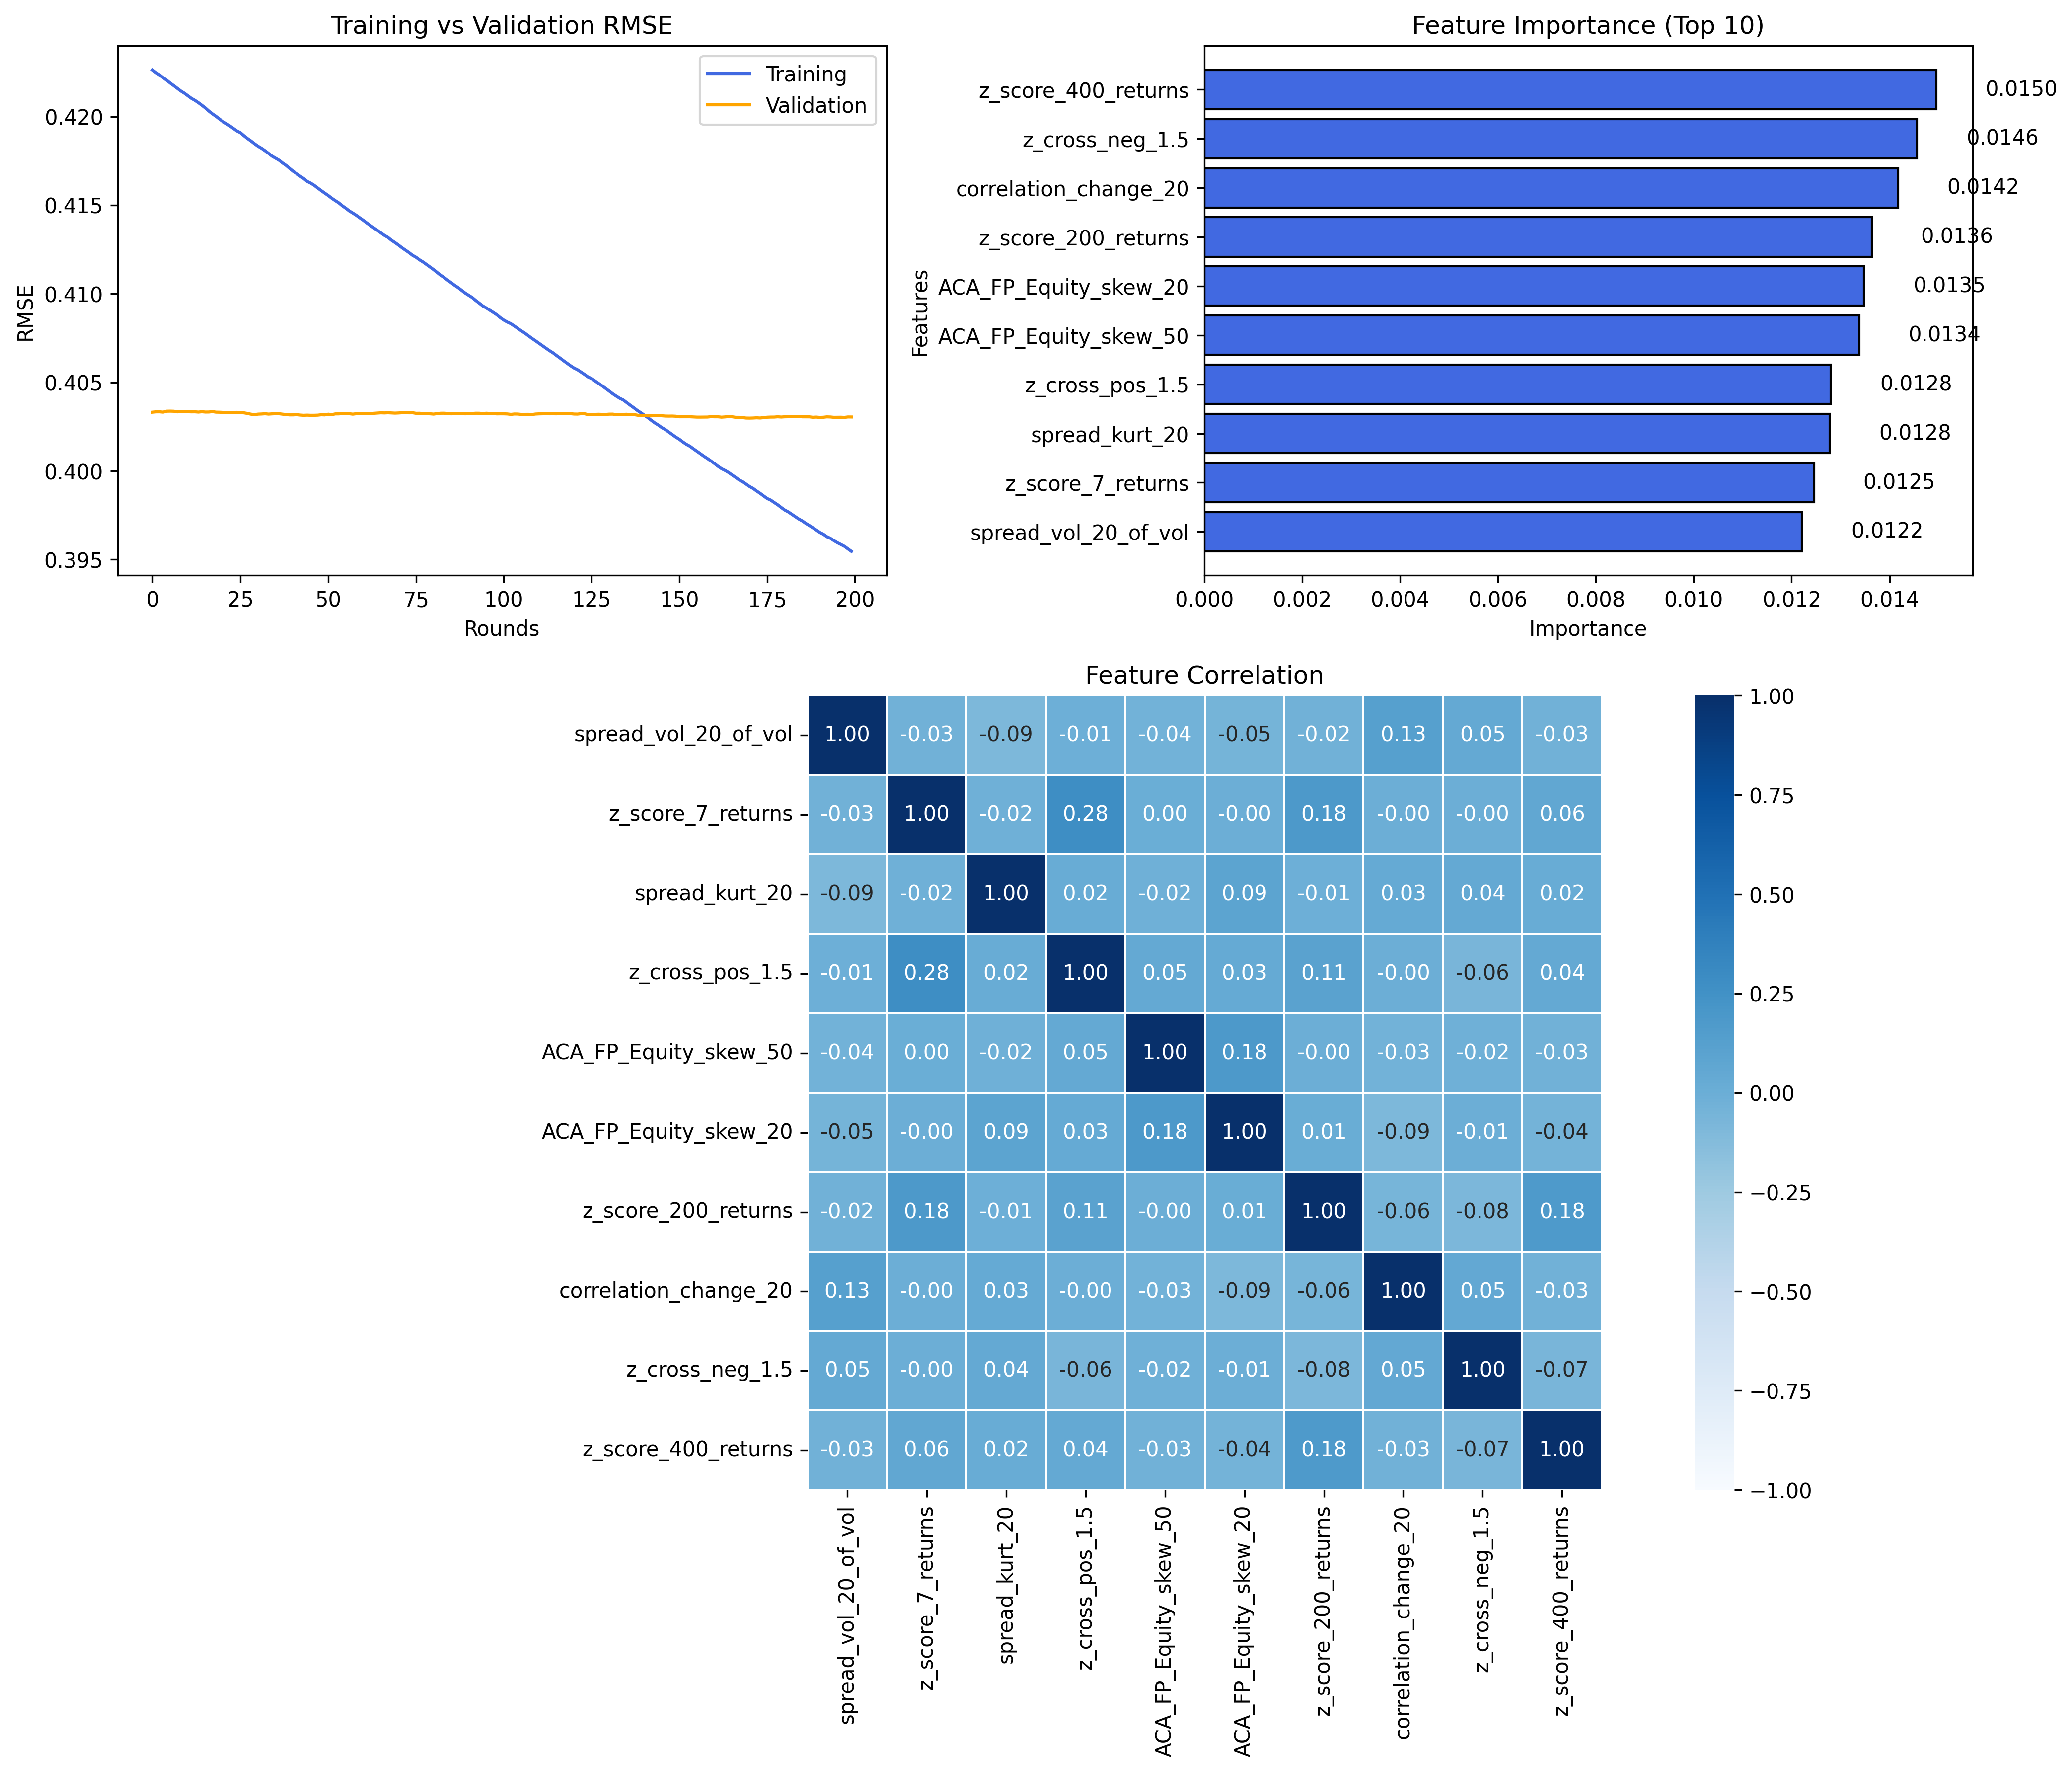 Training vs Validation RMSE
Training
Validation
0.420
0.415
0.410
0.405
0.400
0.395
RMSE
0 25 50 75 100 125 150 175 200
Rounds
Feature Importance (Top 10)
Features
z_score_400_returns 0.0150
z_cross_neg_1.5 0.0146
correlation_change_20 0.0142
z_score_200_returns 0.0136
ACA_FP_Equity_skew_20 0.0135
ACA_FP_Equity_skew_50 0.0134
z_cross_pos_1.5 0.0128
spread_kurt_20 0.0128
z_score_7_returns 0.0125
spread_vol_20_of_vol 0.0122
0.000 0.002 0.004 0.006 0.008 0.010 0.012 0.014
Importance
Feature Correlation
spread_vol_20_of_vol 1.00 -0.03 -0.09 -0.01 -0.04 -0.05 -0.02 0.13 0.05 -0.03
z_score_7_returns -0.03 1.00 -0.02 0.28 0.00 -0.00 0.18 -0.00 -0.00 0.06
spread_kurt_20 -0.09 -0.02 1.00 0.02 -0.02 0.09 -0.01 0.03 0.04 0.02
z_cross_pos_1.5 -0.01 0.28 0.02 1.00 0.05 0.03 0.11 -0.00 -0.06 0.04
ACA_FP_Equity_skew_50 -0.04 0.00 -0.02 0.05 1.00 0.18 -0.00 -0.03 -0.02 -0.03
ACA_FP_Equity_skew_20 -0.05 -0.00 0.09 0.03 0.18 1.00 0.01 -0.09 -0.01 -0.04
z_score_200_returns -0.02 0.18 -0.01 0.11 -0.00 0.01 1.00 -0.06 -0.08 0.18
correlation_change_20 0.13 -0.00 0.03 -0.00 -0.03 -0.09 -0.06 1.00 0.05 -0.03
z_cross_neg_1.5 0.05 -0.00 0.04 -0.06 -0.02 -0.01 -0.08 0.05 1.00 -0.07
z_score_400_returns -0.03 0.06 0.02 0.04 -0.03 -0.04 0.18 -0.03 -0.07 1.00
spread_vol_20_of_vol
z_score_7_returns
spread_kurt_20
z_cross_pos_1.5
ACA_FP_Equity_skew_50
ACA_FP_Equity_skew_20
z_score_200_returns
correlation_change_20
z_cross_neg_1.5
z_score_400_returns
1.00
0.75
0.50
0.25
0.00
−0.25
−0.50
−0.75
−1.00